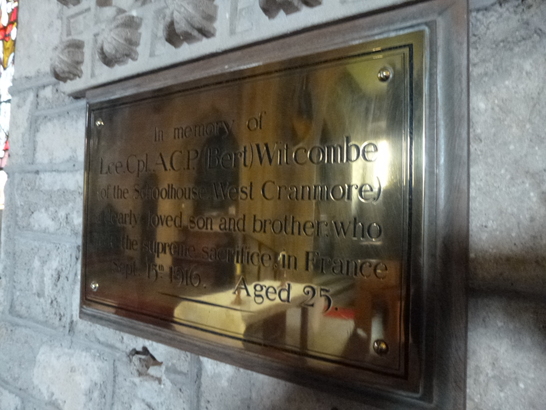 In memory of
Lce. Cpl. A.C.P. (Bert) Witcombe
(of the Schoolhouse West Cranmore)
dearly loved son and brother: who
the supreme sacrifice in France
Sept. 15th 1916. Aged 25.